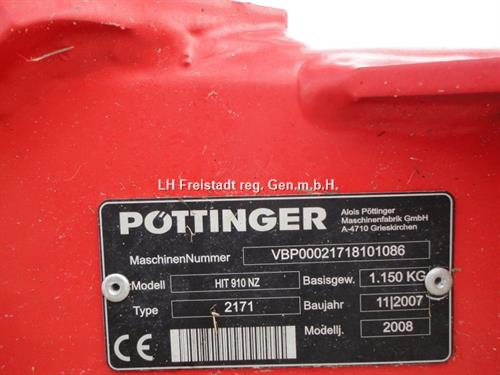 LH Freistadt reg. Gen.m.b.H.
PÖTTINGER
Alois Pöttinger
Maschinenfabrik GmbH
A-4710 Grieskirchen
MaschinenNummer VBP00021718101086
Modell HIT 910 NZ Basisgew. 1.150 KG
Type 2171 Baujahr 11|2007
Modellj. 2008
CE